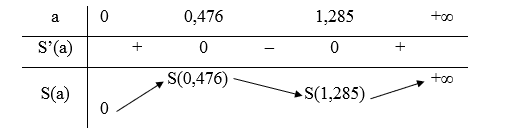 a 0 0,476 1,285 +∞
S’(a) + 0 – 0 +
S(a) 0 S(0,476) S(1,285) +∞